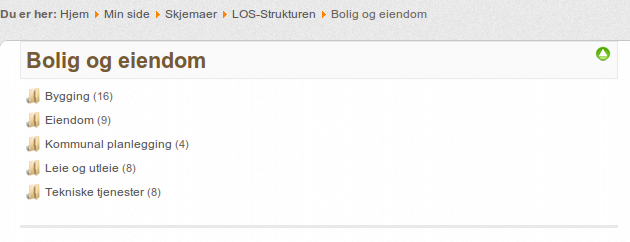 Du er her: Hjem Min side Skjemaer LOS-Strukturen Bolig og eiendom
Bolig og eiendom
Bygging (16)
Eiendom (9)
Kommunal planlegging (4)
Leie og utleie (8)
Tekniske tjenester (8)